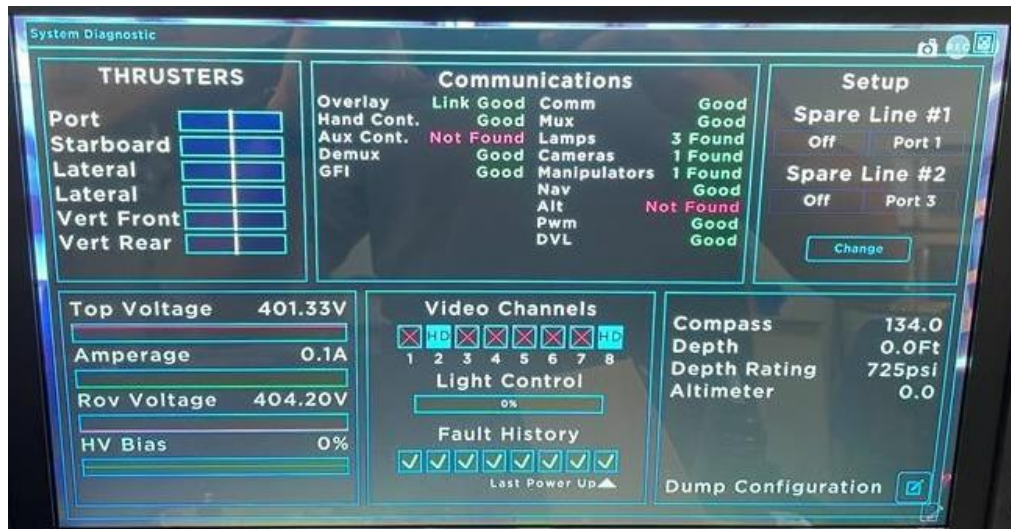 System Diagnostic
REC
THRUSTERS
Port
Starboard
Lateral
Lateral
Vert Front
Vert Rear
Communications
Overlay Link Good
Hand Cont. Good
Aux Cont. Not Found
Demux Good
GFI Good
Comm Good
Mux Good
Lamps 3 Found
Cameras 1 Found
Manipulators 1 Found
Nav Good
Alt Not Found
Pwm Good
DVL Good
Setup
Spare Line #1
Off Port 1
Spare Line #2
Off Port 3
Change
Top Voltage 401.33V
Amperage 0.1A
Rov Voltage 404.20V
HV Bias 0%
Video Channels
HD HD
1 2 3 4 5 6 7 8
Light Control
0%
Fault History
Last Power Up
Compass 134.0
Depth 0.0Ft
Depth Rating 725psi
Altimeter 0.0
Dump Configuration